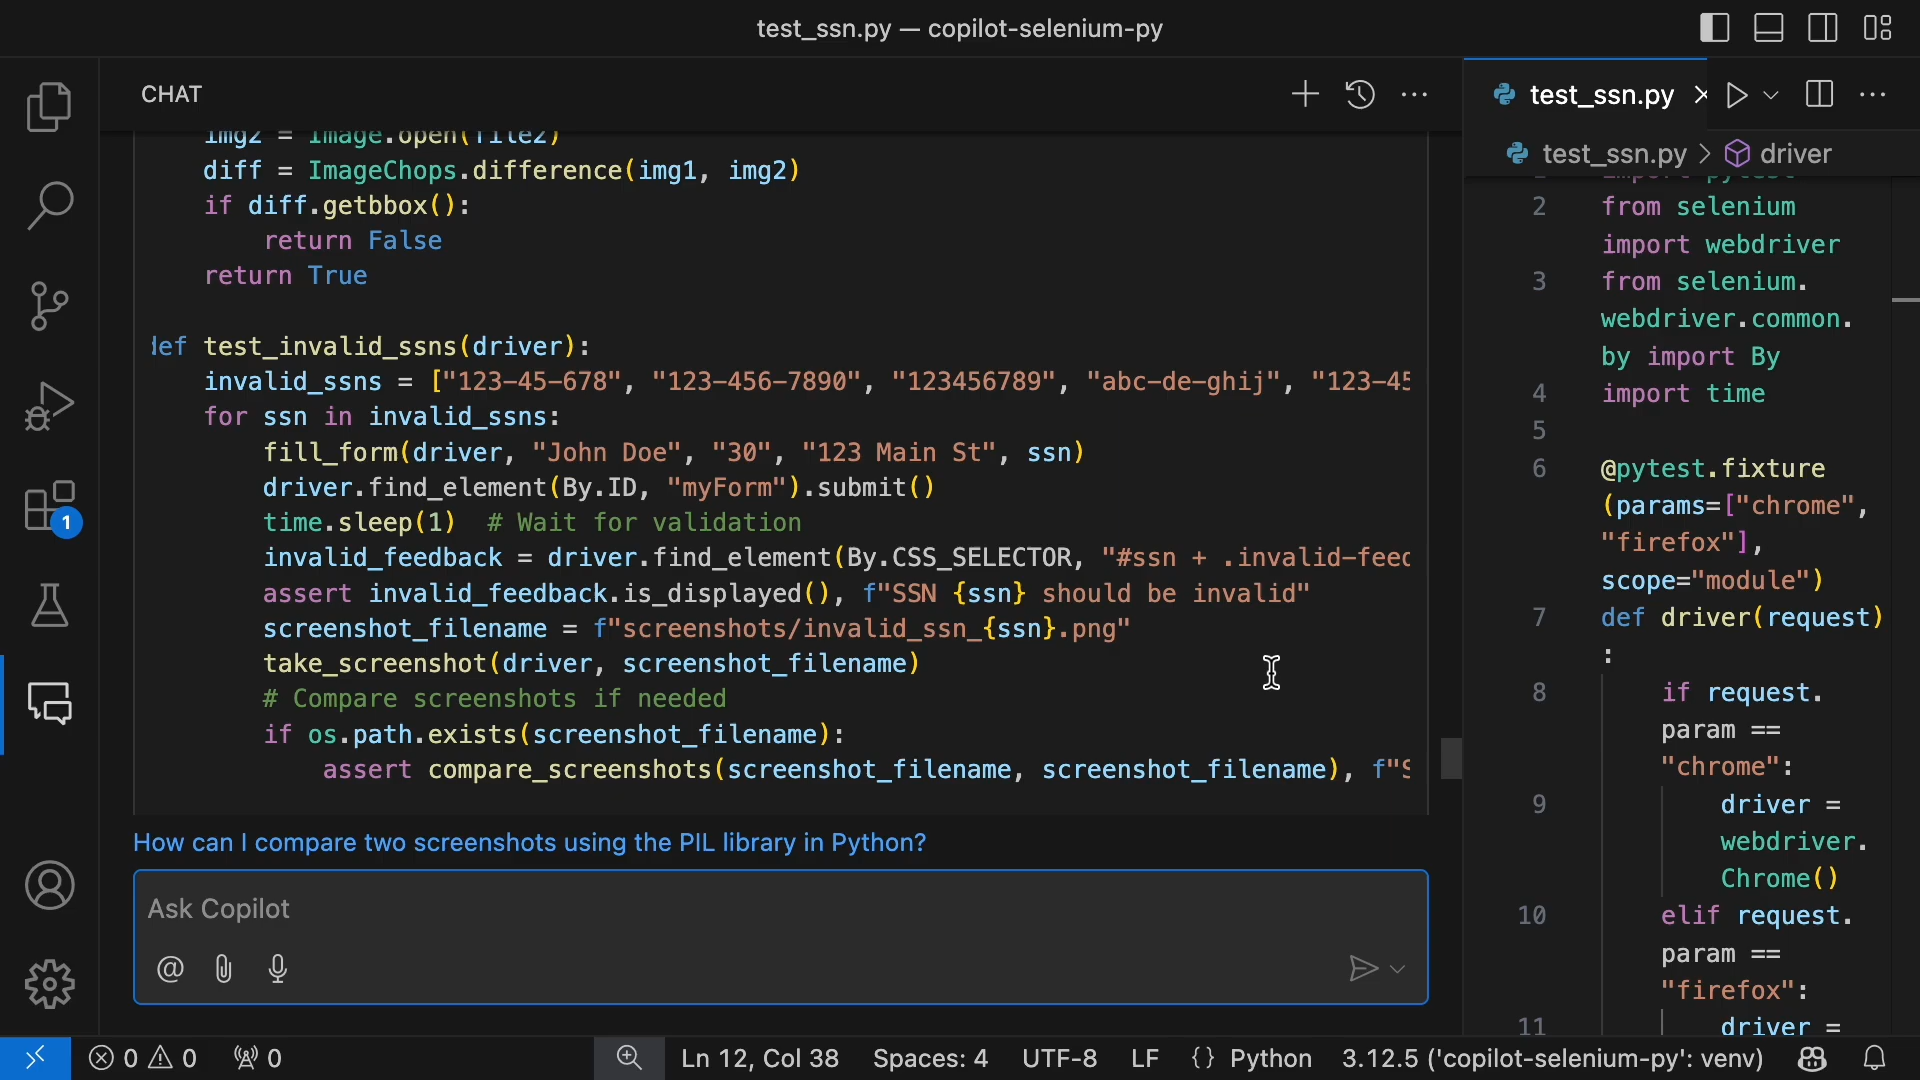 test_ssn.py — copilot-selenium-py
CHAT
img2 = Image.open(file2)
diff = ImageChops.difference(img1, img2)
if diff.getbbox():
return False
return True
def test_invalid_ssns(driver):
invalid_ssns = ["123-45-678", "123-456-7890", "123456789", "abc-de-ghij", "123-45
for ssn in invalid_ssns:
fill_form(driver, "John Doe", "30", "123 Main St", ssn)
driver.find_element(By.ID, "myForm").submit()
time.sleep(1)  # Wait for validation
invalid_feedback = driver.find_element(By.CSS_SELECTOR, "#ssn + .invalid-feed
assert invalid_feedback.is_displayed(), f"SSN {ssn} should be invalid"
screenshot_filename = f"screenshots/invalid_ssn_{ssn}.png"
take_screenshot(driver, screenshot_filename)
# Compare screenshots if needed
if os.path.exists(screenshot_filename):
assert compare_screenshots(screenshot_filename, screenshot_filename), f"S
How can I compare two screenshots using the PIL library in Python?
Ask Copilot
test_ssn.py
test_ssn.py > driver
1 import pytest
2 from selenium
import webdriver
3 from selenium.
webdriver.common.
by import By
4 import time
5
6 @pytest.fixture
(params=["chrome",
"firefox"],
scope="module")
7 def driver(request)
:
8 if request.
param ==
"chrome":
9 driver =
webdriver.
Chrome()
10 elif request.
param ==
"firefox":
11 driver =
1
0 0 0 Ln 12, Col 38 Spaces: 4 UTF-8 LF {} Python 3.12.5 ('copilot-selenium-py': venv)